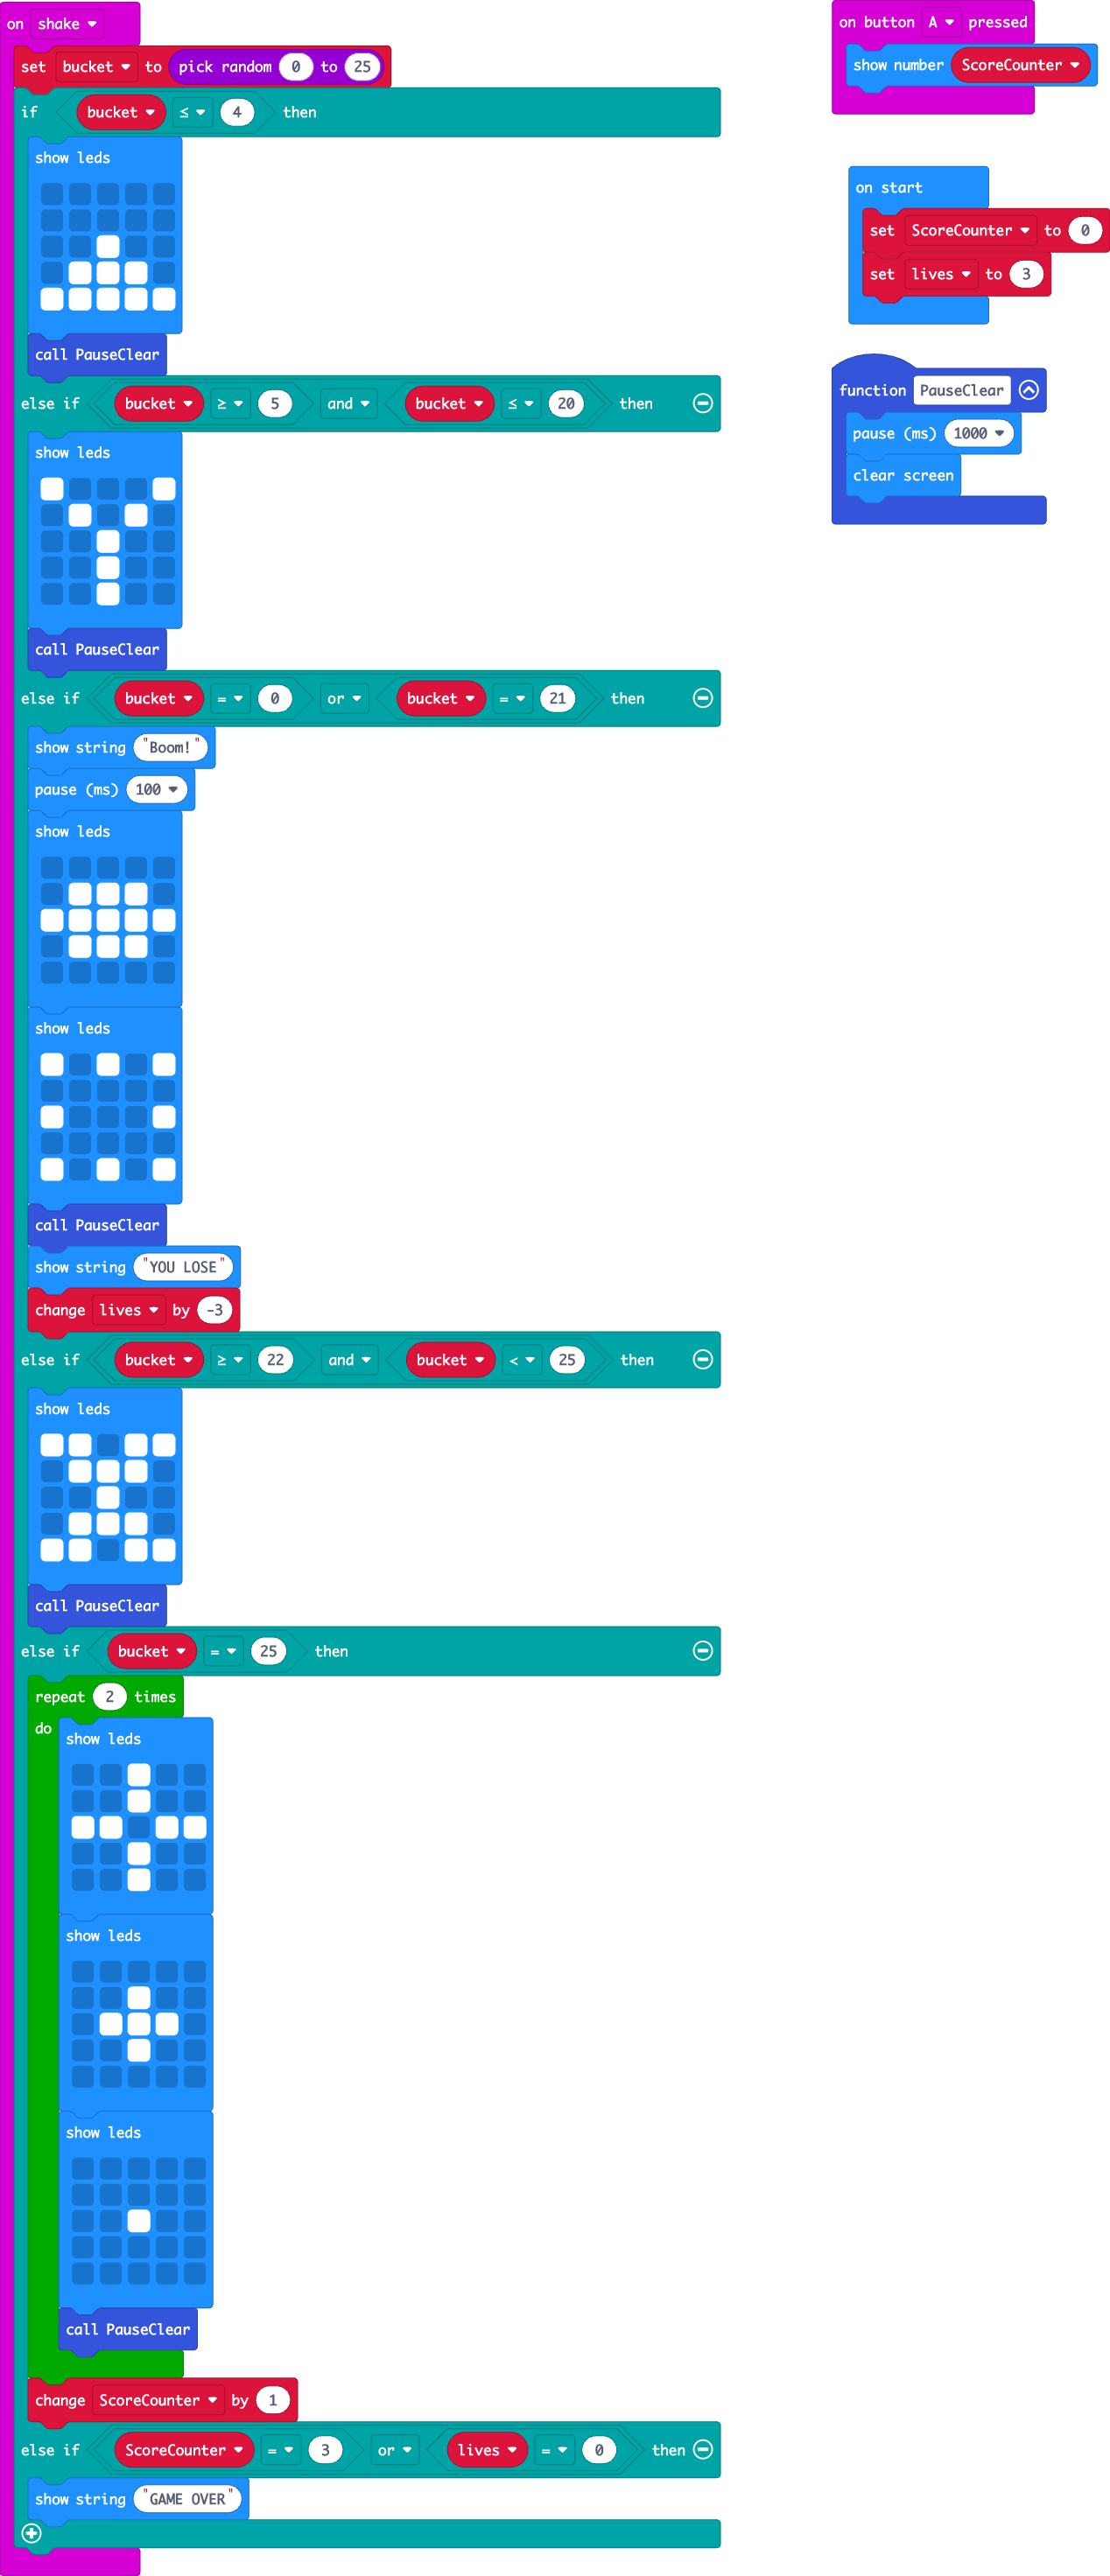 on shake
set bucket to pick random 0 to 25
if bucket ≤ 4 then
show leds
call PauseClear
else if bucket ≥ 5 and bucket ≤ 20 then
show leds
call PauseClear
else if bucket = 0 or bucket = 21 then
show string "Boom!"
pause (ms) 100
show leds
show leds
call PauseClear
show string "YOU LOSE"
change lives by -3
else if bucket ≥ 22 and bucket < 25 then
show leds
call PauseClear
else if bucket = 25 then
repeat 2 times
do
show leds
show leds
show leds
call PauseClear
change ScoreCounter by 1
else if ScoreCounter = 3 or lives = 0 then
show string "GAME OVER"
on button A pressed
show number ScoreCounter
on start
set ScoreCounter to 0
set lives to 3
function PauseClear
pause (ms) 1000
clear screen